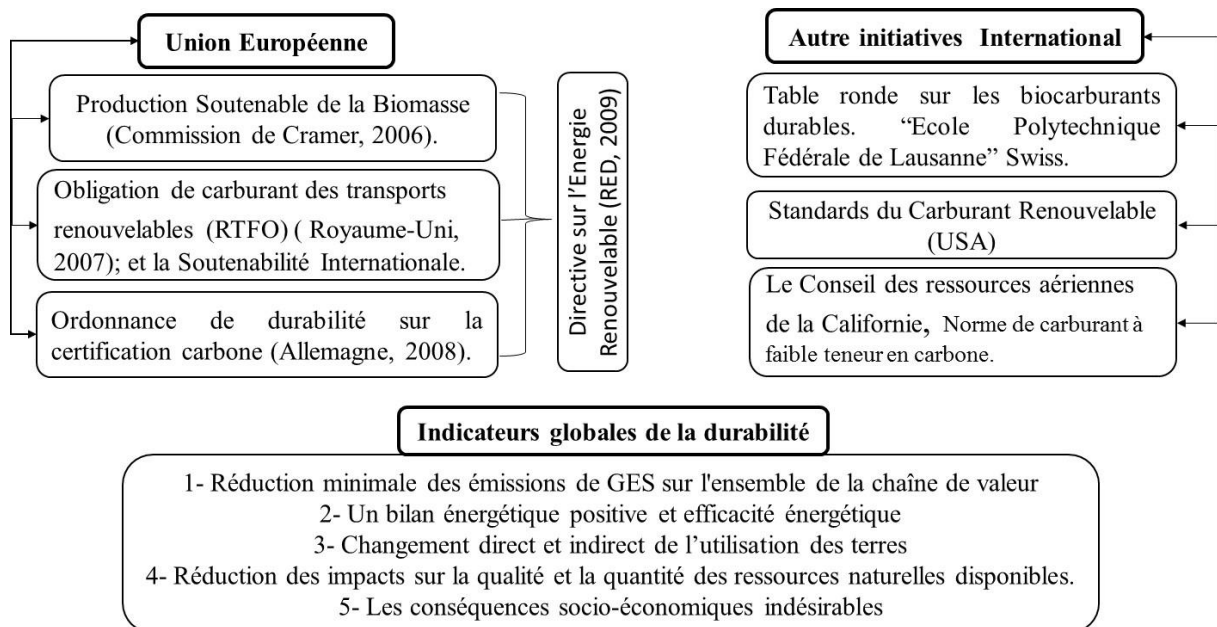 Union Européenne
Production Soutenable de la Biomasse
(Commission de Cramer, 2006).
Obligation de carburant des transports
renouvelables (RTFO) ( Royaume-Uni,
2007); et la Soutenabilité Internationale.
Ordonnance de durabilité sur la
certification carbone (Allemagne, 2008).
Directive sur l’Energie
Renouvelable (RED, 2009)
Autre initiatives International
Table ronde sur les biocarburants
durables. “Ecole Polytechnique
Fédérale de Lausanne” Swiss.
Standards du Carburant Renouvelable
(USA)
Le Conseil des ressources aériennes
de la Californie, Norme de carburant à
faible teneur en carbone.
Indicateurs globales de la durabilité
1- Réduction minimale des émissions de GES sur l'ensemble de la chaîne de valeur
2- Un bilan énergétique positive et efficacité énergétique
3- Changement direct et indirect de l’utilisation des terres
4- Réduction des impacts sur la qualité et la quantité des ressources naturelles disponibles.
5- Les conséquences socio-économiques indésirables